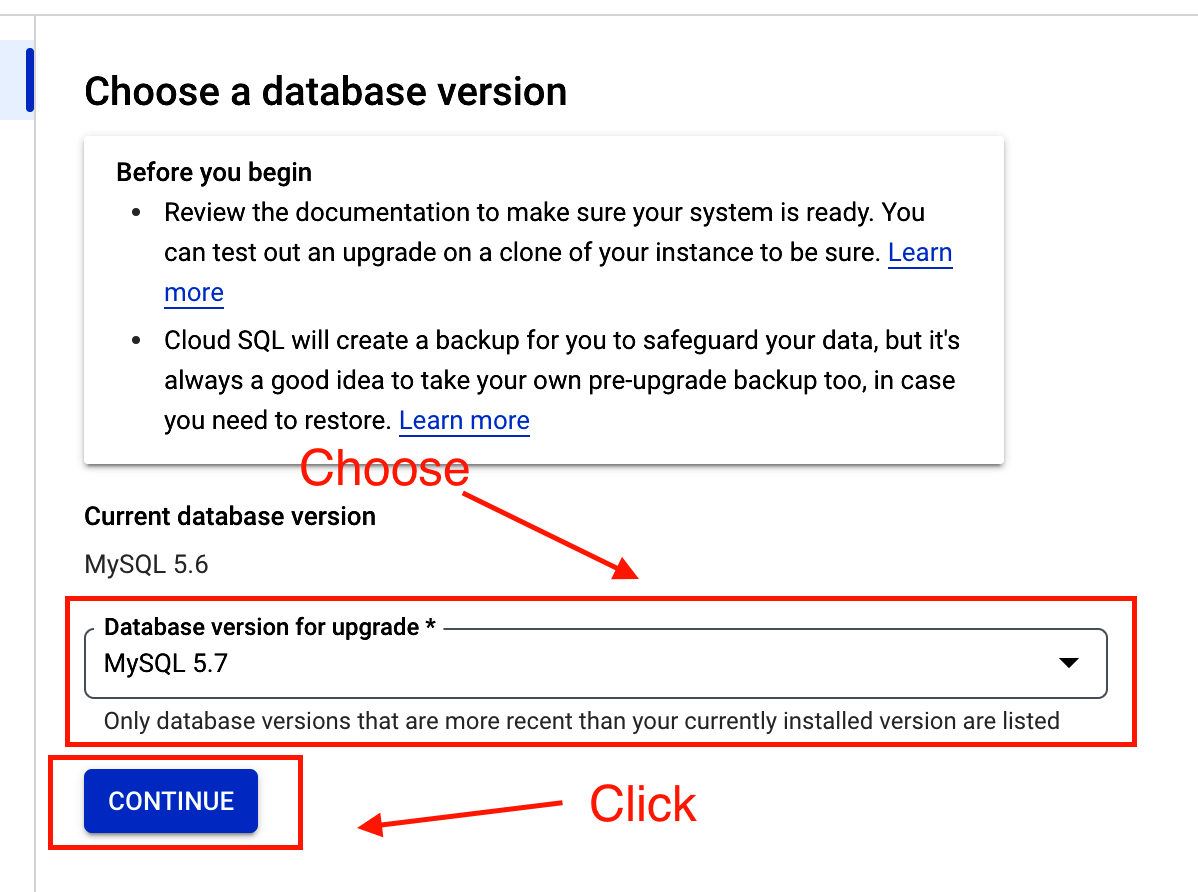 Choose a database version
Before you begin
Review the documentation to make sure your system is ready. You
can test out an upgrade on a clone of your instance to be sure. Learn
more
Cloud SQL will create a backup for you to safeguard your data, but it's
always a good idea to take your own pre-upgrade backup too, in case
you need to restore. Learn more
Choose
Current database version
MySQL 5.6
Database version for upgrade *
MySQL 5.7
Only database versions that are more recent than your currently installed version are listed
CONTINUE
Click